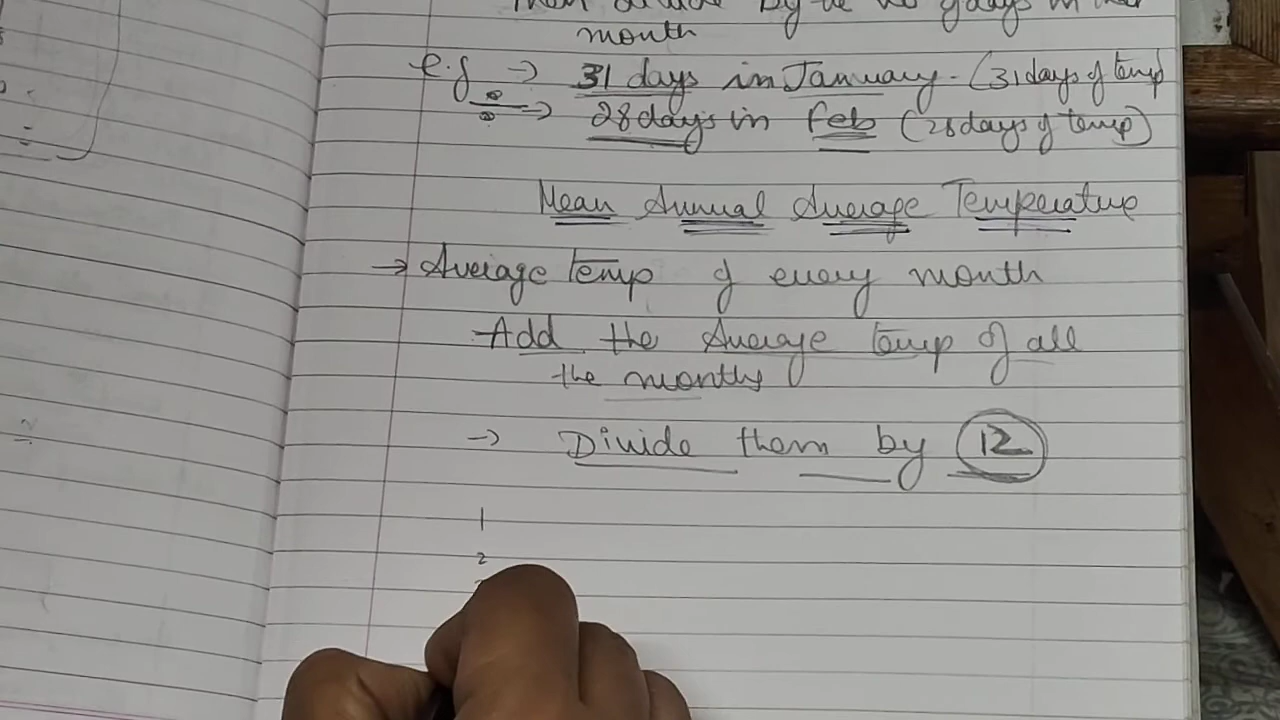 month
e.g → 31 days in January - (31 days of temp
→ 28 days in Feb (28 days of temp)
Mean Annual Average Temperature
→ Average temp of every month
- Add the Average temp of all
the months
→ Divide them by 12
1
2